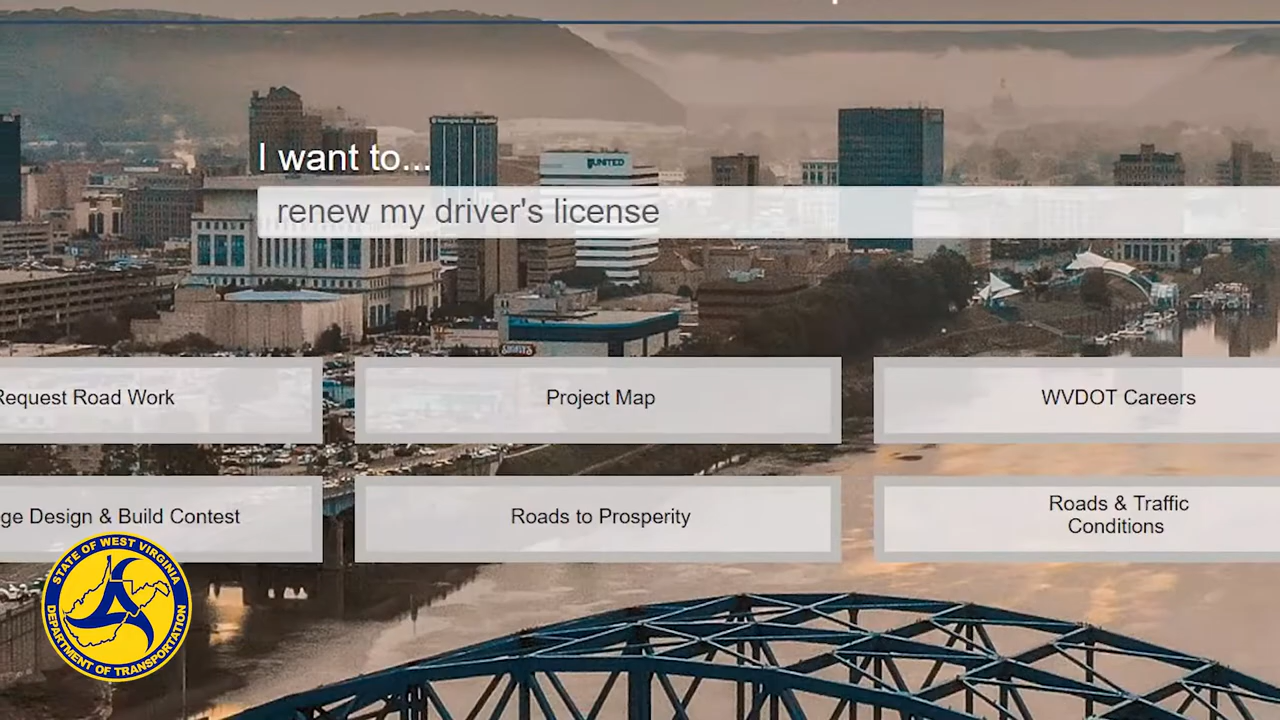 I want to...
UNITED
renew my driver's license
Request Road Work
Project Map
WVDOT Careers
ge Design & Build Contest
Roads to Prosperity
Roads & Traffic
Conditions
STATE OF WEST VIRGINIA
DEPARTMENT OF TRANSPORTATION